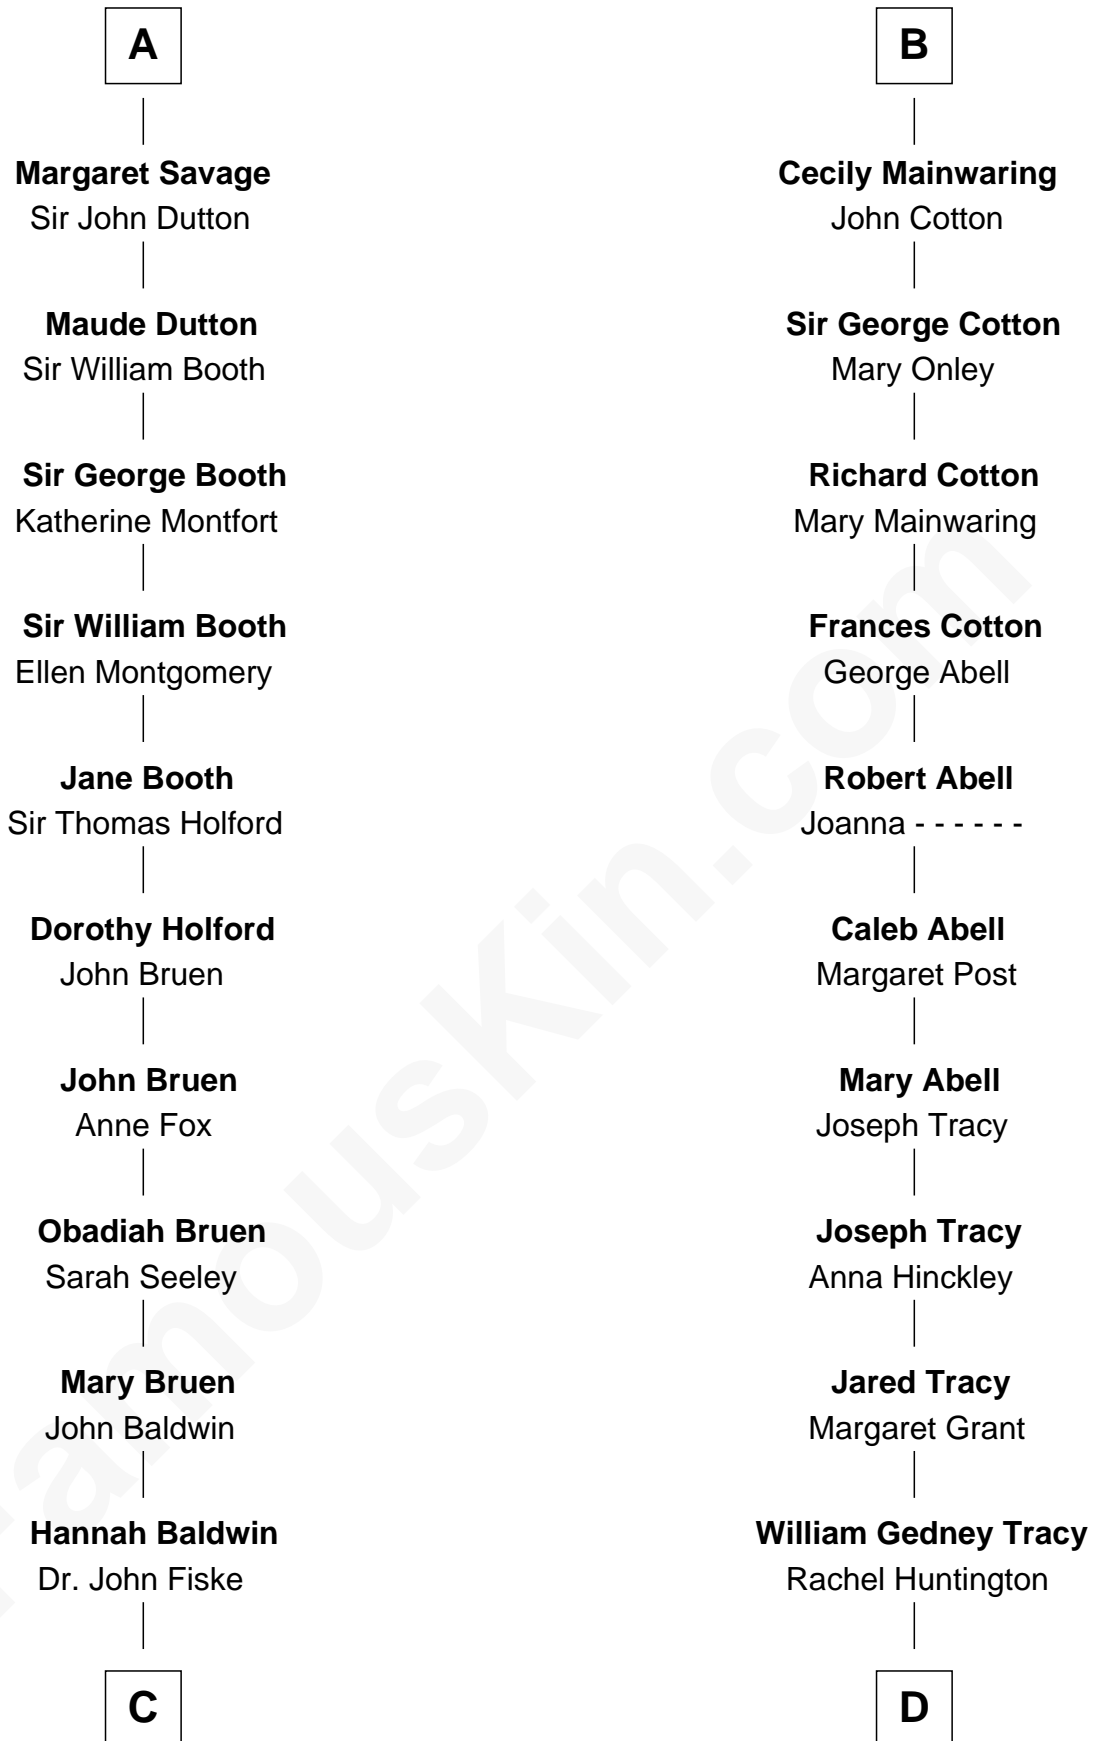 A
Margaret Savage
Sir John Dutton
Maude Dutton
Sir William Booth
Sir George Booth
Katherine Montfort
Sir William Booth
Ellen Montgomery
Jane Booth
Sir Thomas Holford
Dorothy Holford
John Bruen
John Bruen
Anne Fox
Obadiah Bruen
Sarah Seeley
Mary Bruen
John Baldwin
Hannah Baldwin
Dr. John Fiske
C
B
Cecily Mainwaring
John Cotton
Sir George Cotton
Mary Onley
Richard Cotton
Mary Mainwaring
Frances Cotton
George Abell
Robert Abell
Joanna - - - - - -
Caleb Abell
Margaret Post
Mary Abell
Joseph Tracy
Joseph Tracy
Anna Hinckley
Jared Tracy
Margaret Grant
William Gedney Tracy
Rachel Huntington
D
FamousKin.com